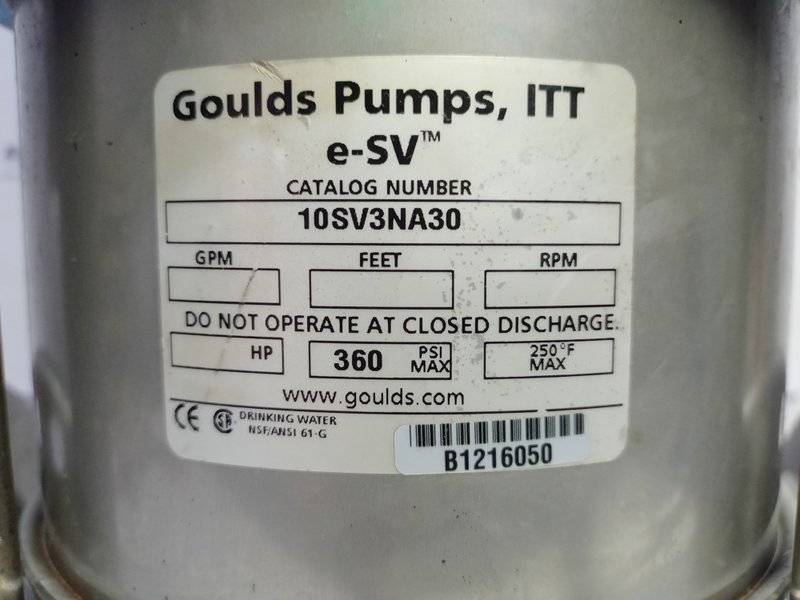 Goulds Pumps, ITT
e-SV™
CATALOG NUMBER
10SV3NA30
GPM FEET RPM
DO NOT OPERATE AT CLOSED DISCHARGE.
HP 360 PSI MAX 250°F MAX
www.goulds.com
CE SA DRINKING WATER
NSF/ANSI 61-G
B1216050